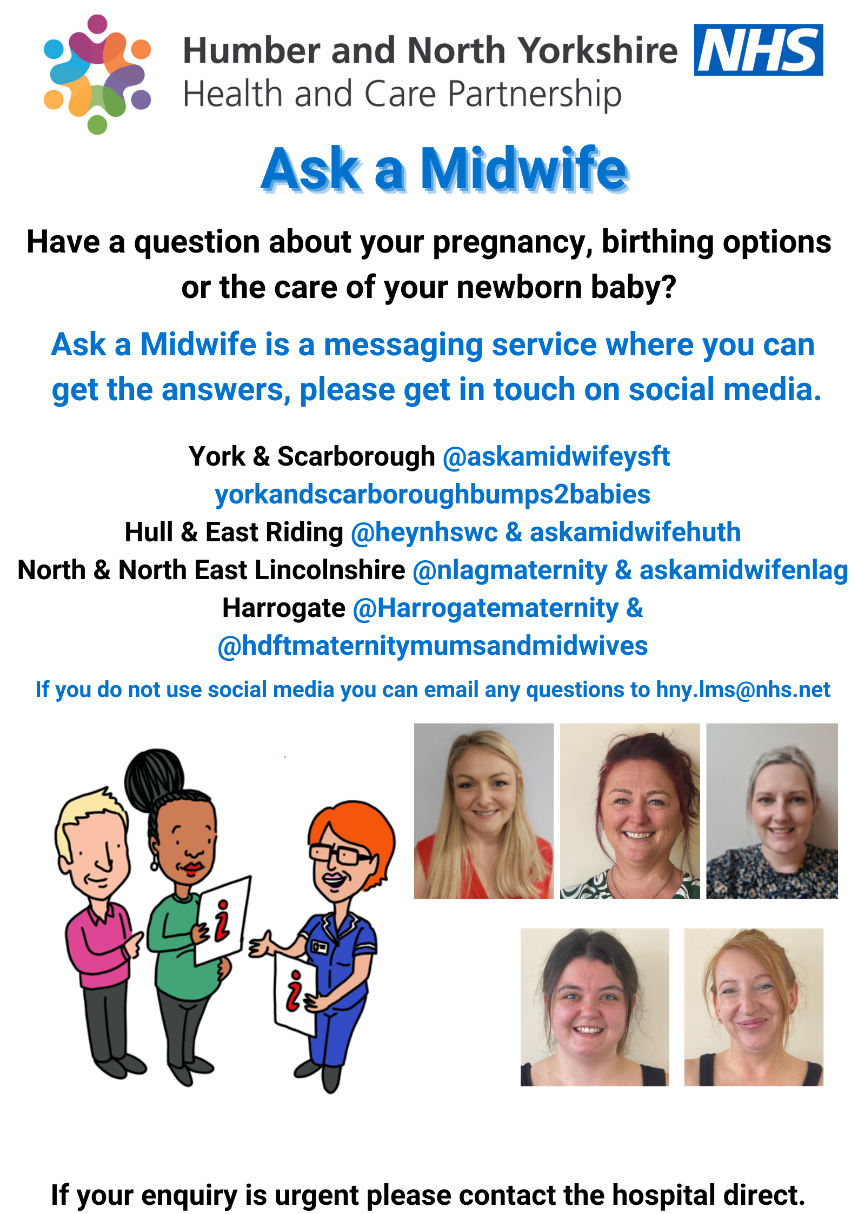 Humber and North Yorkshire NHS
Health and Care Partnership
Ask a Midwife
Have a question about your pregnancy, birthing options
or the care of your newborn baby?
Ask a Midwife is a messaging service where you can
get the answers, please get in touch on social media.
York & Scarborough @askamidwifeysft
yorkandscarboroughbumps2babies
Hull & East Riding @heynhswc & askamidwifehuth
North & North East Lincolnshire @nlagmaternity & askamidwifenlag
Harrogate @Harrogatematernity &
@hdftmaternitymumsandmidwives
If you do not use social media you can email any questions to hny.lms@nhs.net
i
i
If your enquiry is urgent please contact the hospital direct.